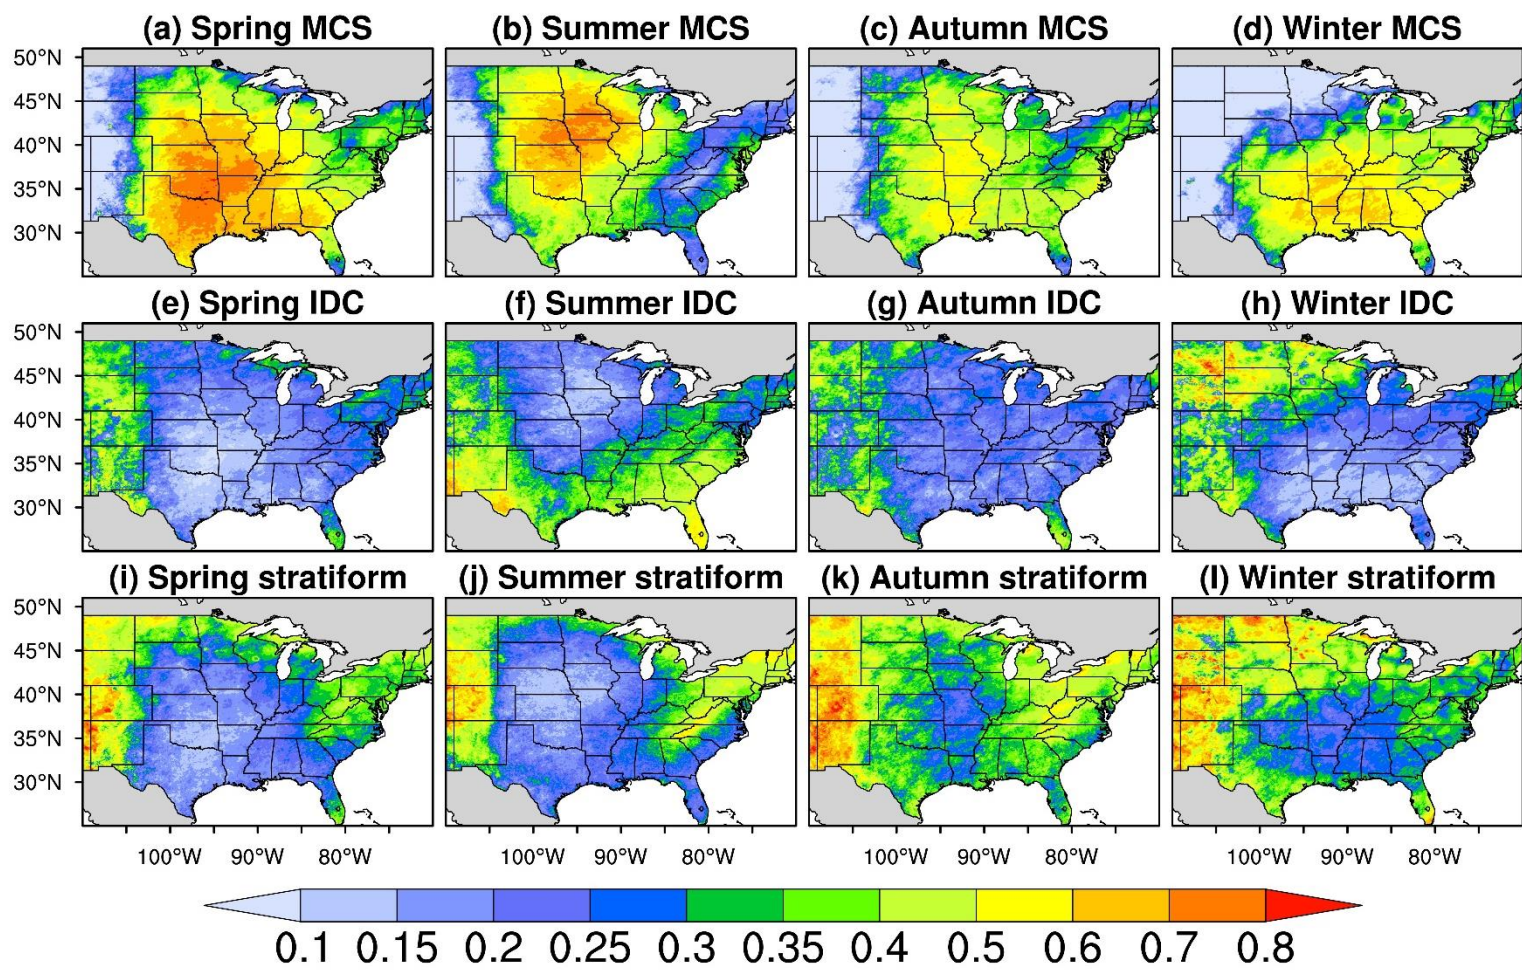 (a) Spring MCS (b) Summer MCS (c) Autumn MCS (d) Winter MCS
50°N
45°N
40°N
35°N
30°N
(e) Spring IDC (f) Summer IDC (g) Autumn IDC (h) Winter IDC
50°N
45°N
40°N
35°N
30°N
(i) Spring stratiform (j) Summer stratiform (k) Autumn stratiform (l) Winter stratiform
50°N
45°N
40°N
35°N
30°N
100°W 90°W 80°W 100°W 90°W 80°W 100°W 90°W 80°W 100°W 90°W 80°W
0.1 0.15 0.2 0.25 0.3 0.35 0.4 0.5 0.6 0.7 0.8